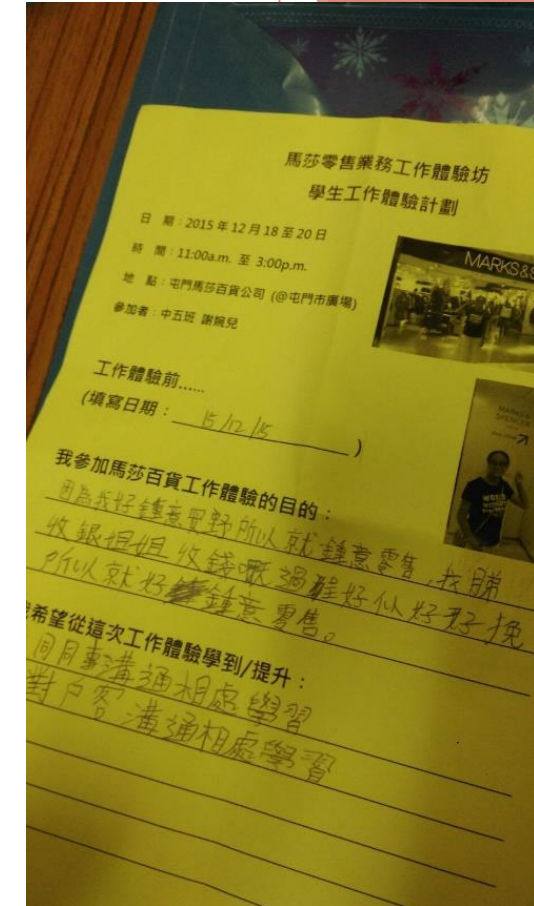 馬莎零售業務工作體驗坊
學生工作體驗計劃
日 期:2015年12月18至20日
時 間:11:00a.m. 至 3:00p.m.
地 點:屯門馬莎百貨公司 (@屯門市廣場)
參加者:中五班 謝婉兒
MARKS&S
工作體驗前......
(填寫日期:15/12/15)
MARKS&
SPENCER
我參加馬莎百貨工作體驗的目的:
因為我好鍾意買野所以就鍾意零售,我睇
收銀姐姐收錢嘅過程好似好好挽
所以就好鍾意零售。
希望從這次工作體驗學到/提升:
同同事溝通相處學習
對戶客溝通相處學習